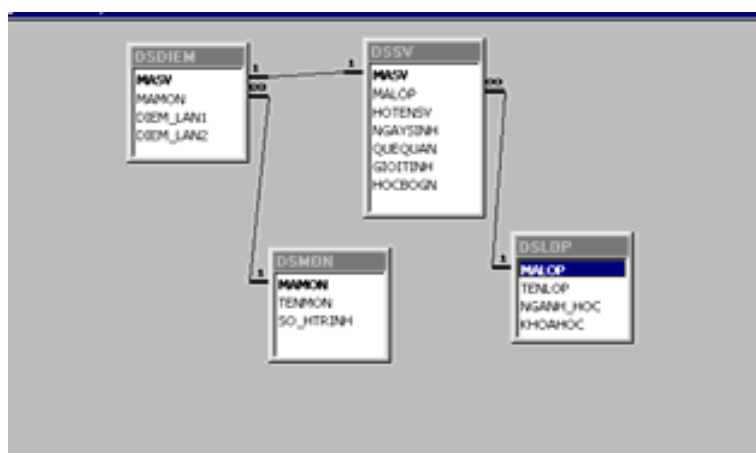 DSDIEM
MASV
MAMON
DIEM_LAN1
DIEM_LAN2
1
∞
1
DSSV
MASV
MALOP
HOTENSV
NGAYSINH
QUEQUAN
GIOITINH
HOCBOGN
∞
1
DSMON
MAMON
TENMON
SO_HTRINH
1
DSLOP
MALOP
TENLOP
NGANH_HOC
KHOAHOC